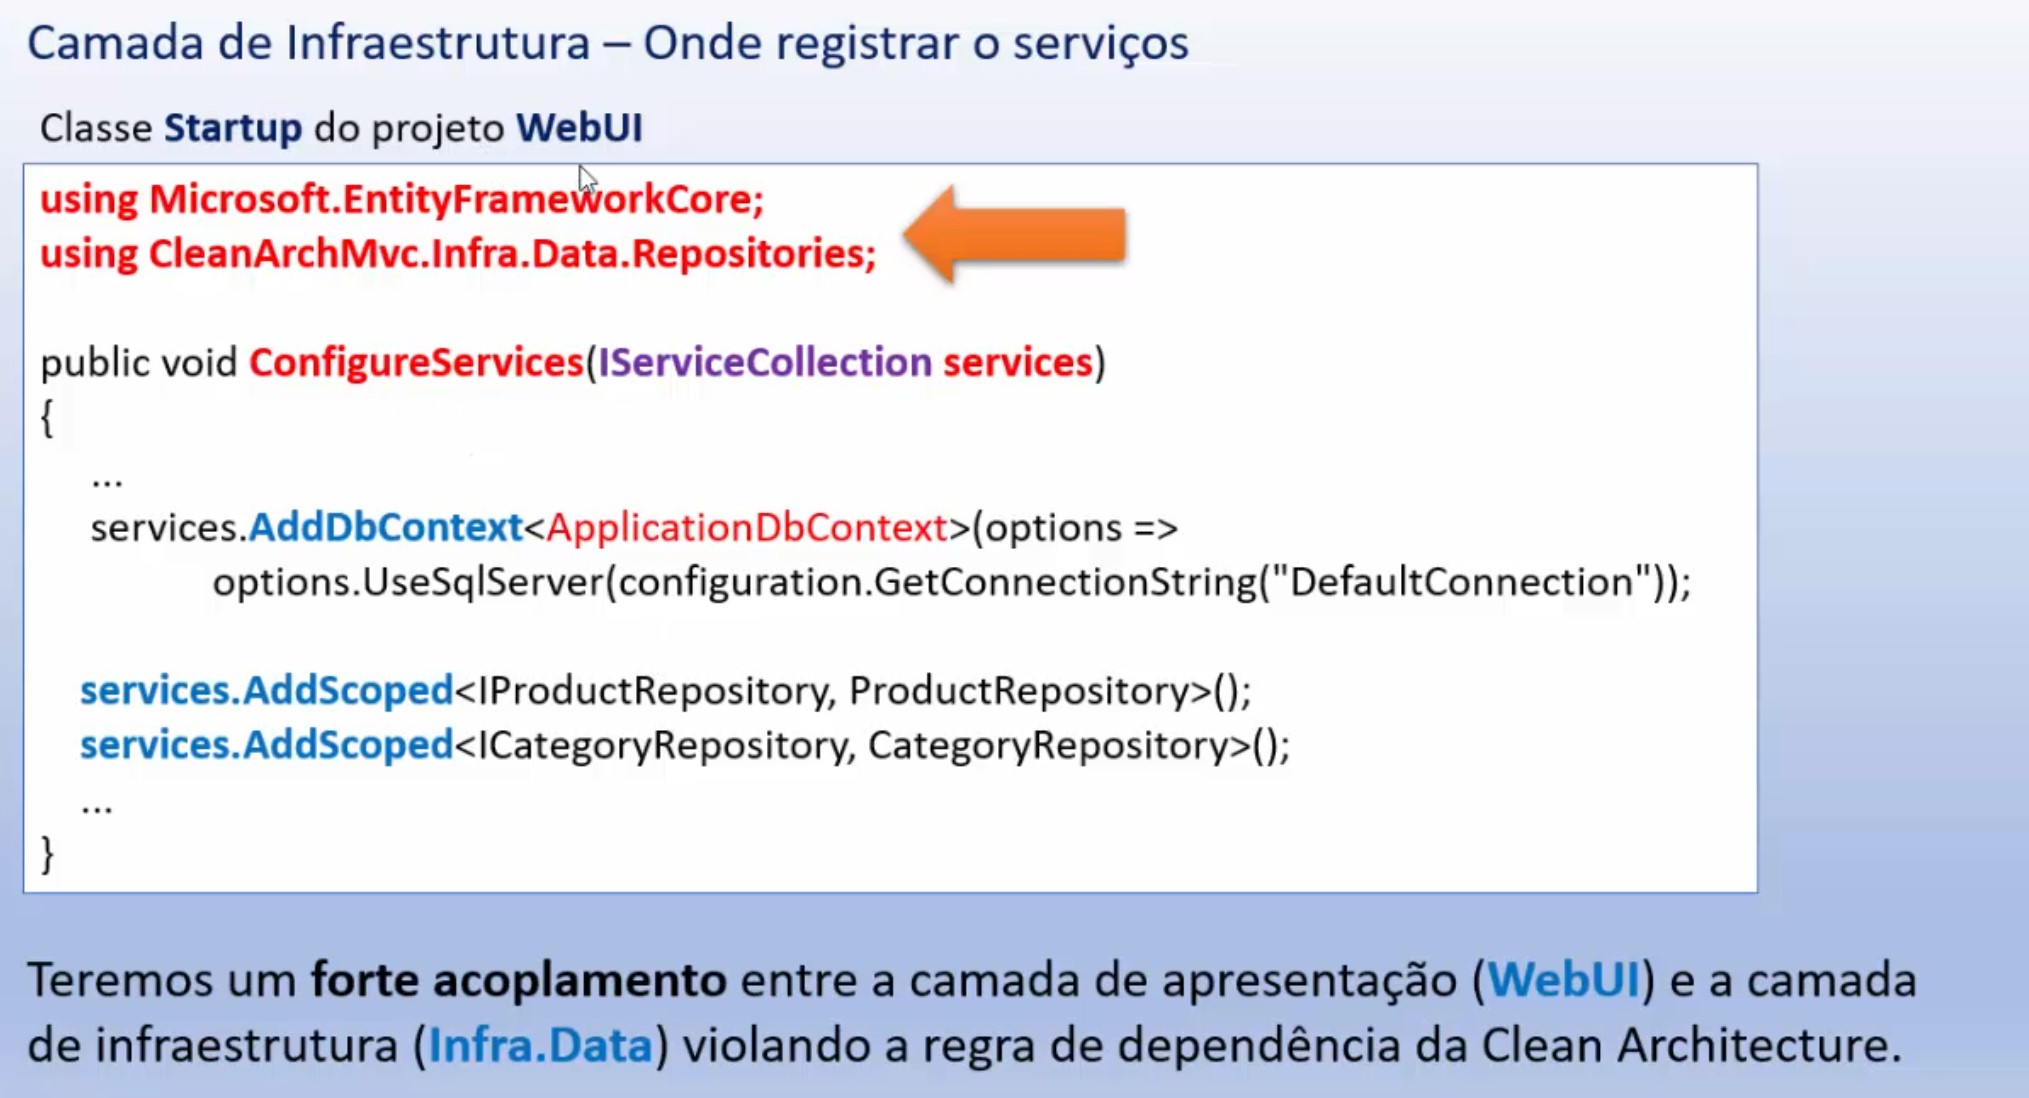 Camada de Infraestrutura – Onde registrar o serviços
Classe Startup do projeto WebUI
using Microsoft.EntityFrameworkCore;
using CleanArchMvc.Infra.Data.Repositories;
public void ConfigureServices(IServiceCollection services)
{
...
services.AddDbContext<ApplicationDbContext>(options =>
options.UseSqlServer(configuration.GetConnectionString("DefaultConnection"));
services.AddScoped<IProductRepository, ProductRepository>();
services.AddScoped<ICategoryRepository, CategoryRepository>();
...
}
Teremos um forte acoplamento entre a camada de apresentação (WebUI) e a camada
de infraestrutura (Infra.Data) violando a regra de dependência da Clean Architecture.